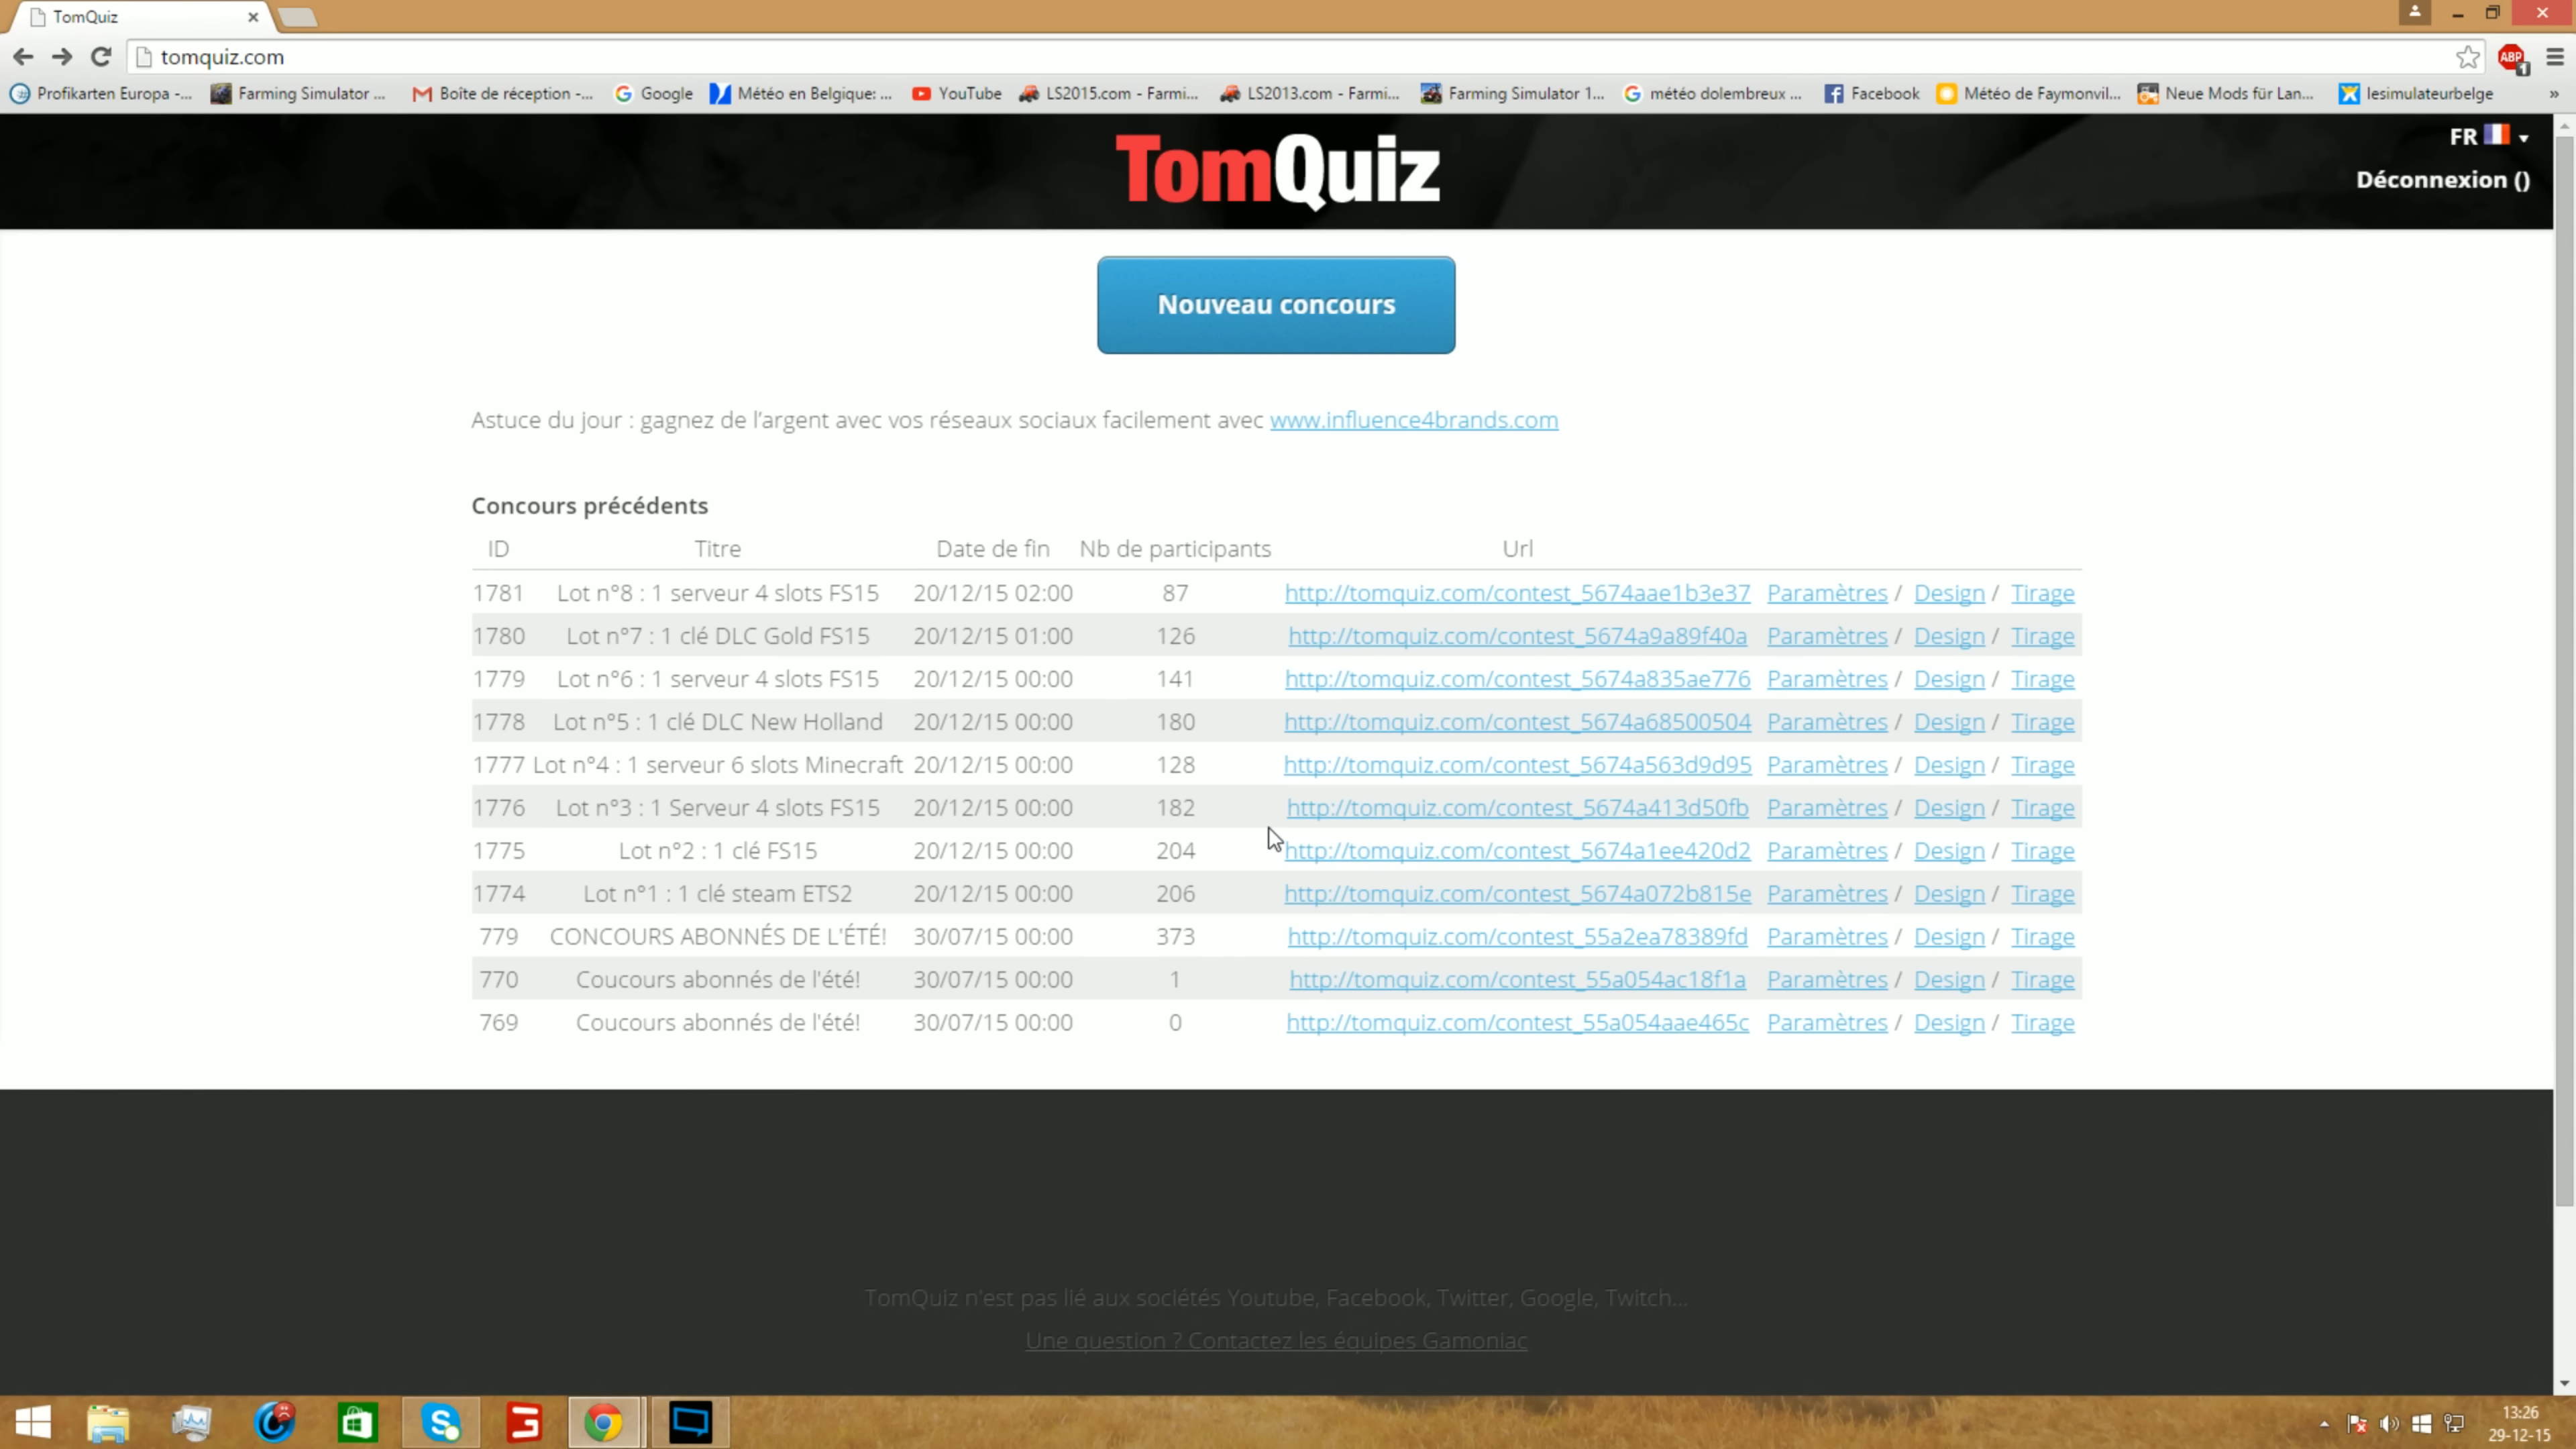 TomQuiz
tomquiz.com
ABP 1
Profikarten Europa -... Farming Simulator ... Boîte de réception -... Google Météo en Belgique: ... YouTube LS2015.com - Farmi... LS2013.com - Farmi... Farming Simulator 1... météo dolembreux ... Facebook Météo de Faymonvil... Neue Mods für Lan... lesimulateurbelge »
TomQuiz
FR
Déconnexion ()
Nouveau concours
Astuce du jour : gagnez de l'argent avec vos réseaux sociaux facilement avec www.influence4brands.com
Concours précédents
ID Titre Date de fin Nb de participants Url
1781 Lot n°8 : 1 serveur 4 slots FS15 20/12/15 02:00 87 http://tomquiz.com/contest_5674aae1b3e37 Paramètres / Design / Tirage
1780 Lot n°7 : 1 clé DLC Gold FS15 20/12/15 01:00 126 http://tomquiz.com/contest_5674a9a89f40a Paramètres / Design / Tirage
1779 Lot n°6 : 1 serveur 4 slots FS15 20/12/15 00:00 141 http://tomquiz.com/contest_5674a835ae776 Paramètres / Design / Tirage
1778 Lot n°5 : 1 clé DLC New Holland 20/12/15 00:00 180 http://tomquiz.com/contest_5674a68500504 Paramètres / Design / Tirage
1777 Lot n°4 : 1 serveur 6 slots Minecraft 20/12/15 00:00 128 http://tomquiz.com/contest_5674a563d9d95 Paramètres / Design / Tirage
1776 Lot n°3 : 1 Serveur 4 slots FS15 20/12/15 00:00 182 http://tomquiz.com/contest_5674a413d50fb Paramètres / Design / Tirage
1775 Lot n°2 : 1 clé FS15 20/12/15 00:00 204 http://tomquiz.com/contest_5674a1ee420d2 Paramètres / Design / Tirage
1774 Lot n°1 : 1 clé steam ETS2 20/12/15 00:00 206 http://tomquiz.com/contest_5674a072b815e Paramètres / Design / Tirage
779 CONCOURS ABONNÉS DE L'ÉTÉ! 30/07/15 00:00 373 http://tomquiz.com/contest_55a2ea78389fd Paramètres / Design / Tirage
770 Coucours abonnés de l'été! 30/07/15 00:00 1 http://tomquiz.com/contest_55a054ac18f1a Paramètres / Design / Tirage
769 Coucours abonnés de l'été! 30/07/15 00:00 0 http://tomquiz.com/contest_55a054aae465c Paramètres / Design / Tirage
TomQuiz n'est pas lié aux sociétés Youtube, Facebook, Twitter, Google, Twitch...
Une question ? Contactez les équipes Gamoniac
13:26
29-12-15